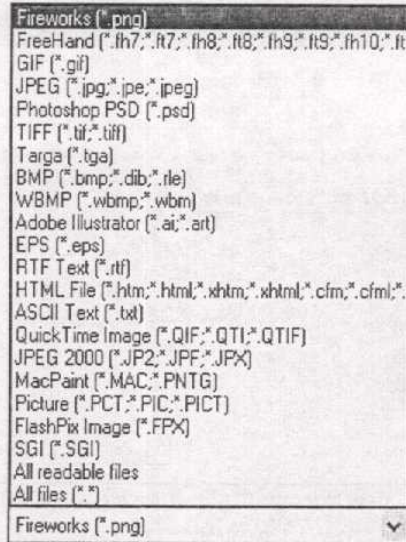 Fireworks (*.png)
FreeHand (*.fh7;*.ft7;*.fh8;*.ft8;*.fh9;*.ft9;*.fh10;*.ft
GIF (*.gif)
JPEG (*.jpg;*.jpe;*.jpeg)
Photoshop PSD (*.psd)
TIFF (*.tif;*.tiff)
Targa (*.tga)
BMP (*.bmp;*.dib;*.rle)
WBMP (*.wbmp;*.wbm)
Adobe Illustrator (*.ai;*.art)
EPS (*.eps)
RTF Text (*.rtf)
HTML File (*.htm;*.html;*.xhtm;*.xhtml;*.cfm;*.cfml;*.
ASCII Text (*.txt)
QuickTime Image (*.QIF;*.QTI;*.QTIF)
JPEG 2000 (*.JP2;*.JPF;*.JPX)
MacPaint (*.MAC;*.PNTG)
Picture (*.PCT;*.PIC;*.PICT)
FlashPix Image (*.FPX)
SGI (*.SGI)
All readable files
All files (*.*)
Fireworks (*.png)